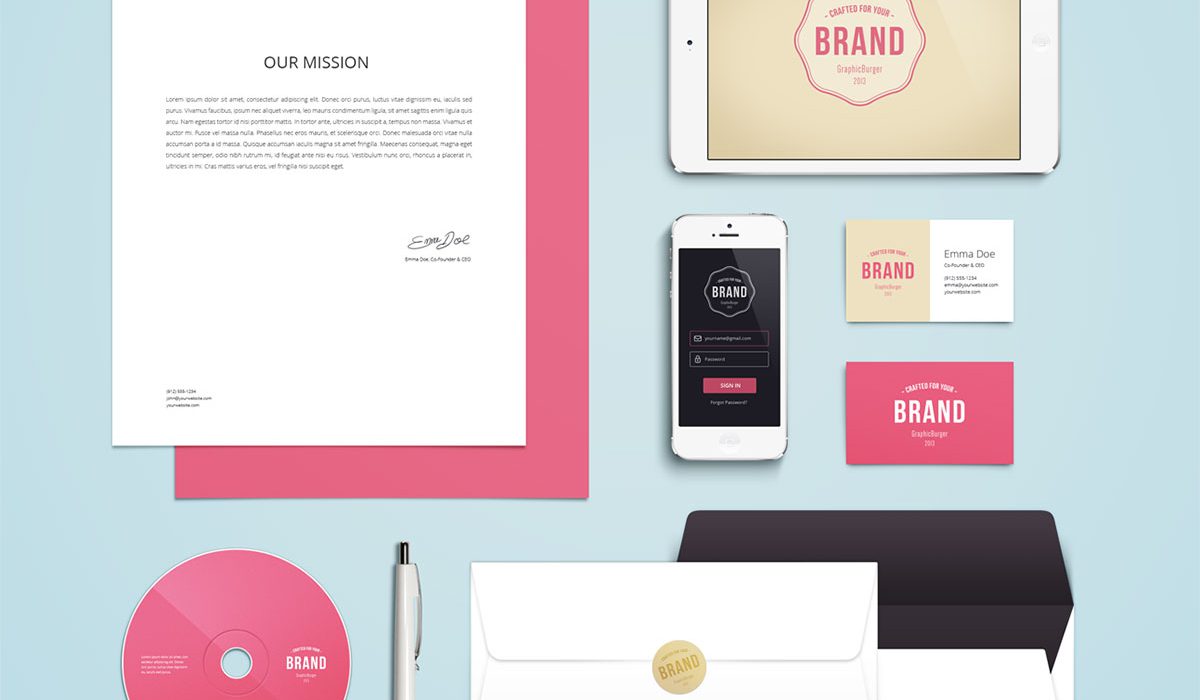 OUR MISSION
Lorem ipsum dolor sit amet, consectetur adipiscing elit. Donec orci purus, luctus vitae dignissim eu, iaculis sed
purus. Vivamus faucibus, ipsum nec aliquet viverra, leo mauris condimentum ligula, sit amet sagittis enim ligula quis
arcu. Nam egestas tortor id nisi porttitor mattis. In tortor ante, ultricies in suscipit a, tempus non massa. Vivamus et
auctor mi. Fusce vel massa nulla. Phasellus nec eros mauris, et scelerisque orci. Donec malesuada orci vitae nulla
accumsan porta a id massa. Quisque accumsan iaculis magna sit amet fringilla. Maecenas consequat, magna eget
tincidunt semper, odio nibh rutrum mi, id feugiat ante nisi eu risus. Vestibulum nunc orci, rhoncus a placerat in,
ultricies in mi. Cras mattis varius eros, vel fringilla nisi suscipit eget.
Emma Doe
Emma Doe, Co-Founder & CEO
(912) 555-1234
john@yourwebsite.com
yourwebsite.com
- CRAFTED FOR YOUR -
BRAND
GraphicBurger
2013
CRAFTED FOR YOUR
BRAND
GraphicBurger
2013
yourname@gmail.com
Password
SIGN IN
Forgot Password?
- CRAFTED FOR YOUR -
BRAND
GraphicBurger
2013
Emma Doe
Co-Founder & CEO
(912) 555-1234
emma@yourwebsite.com
yourwebsite.com
- CRAFTED FOR YOUR -
BRAND
GraphicBurger
2013
- CRAFTED FOR YOUR -
BRAND
GraphicBurger
2013
CRAFTED FOR YOUR
BRAND
GraphicBurger